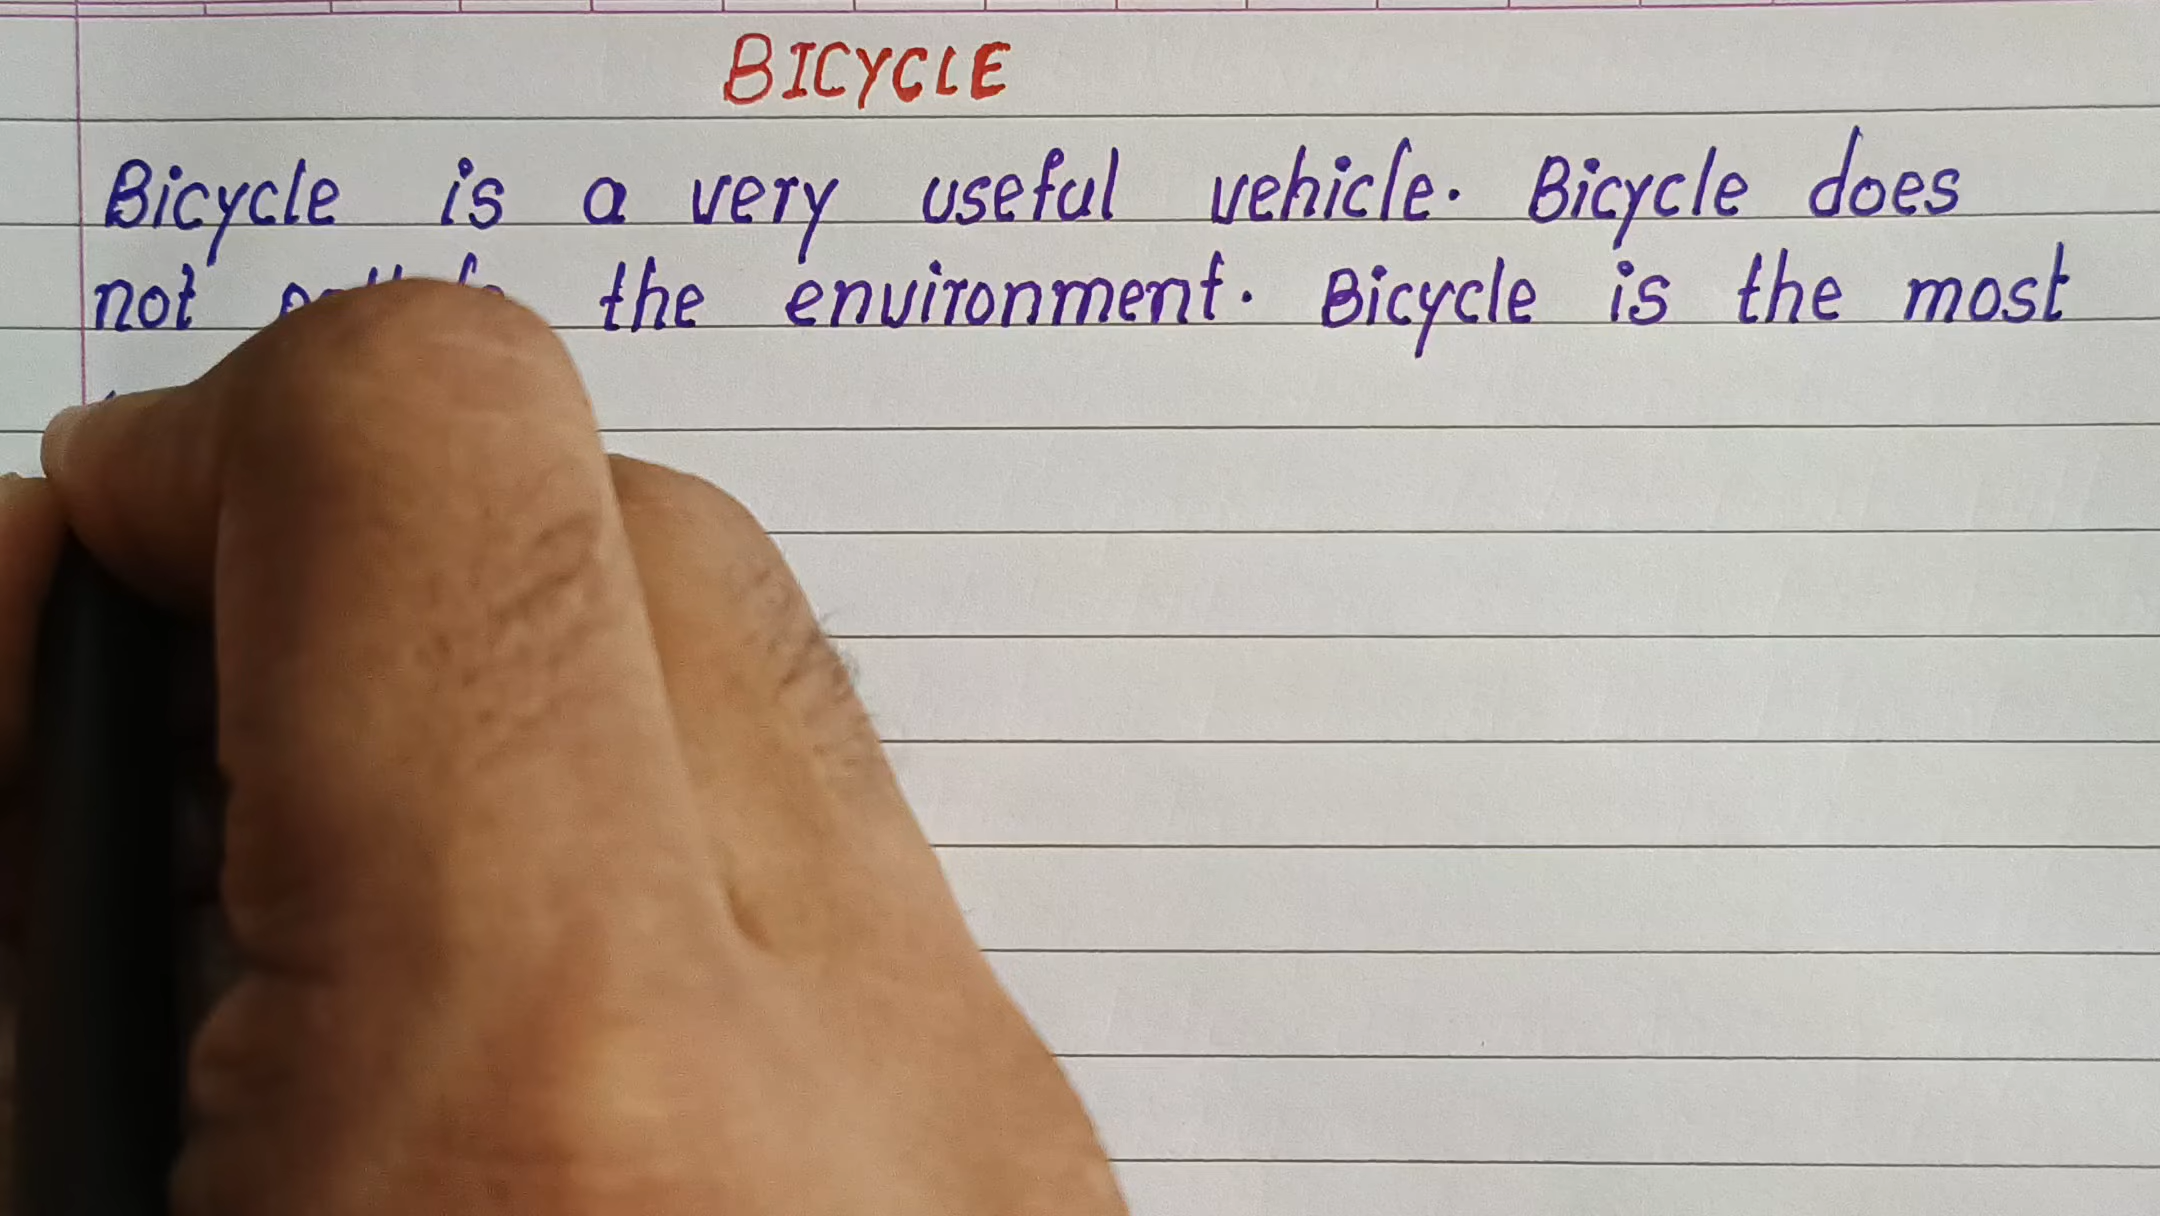 BICYCLE
Bicycle is a very useful vehicle. Bicycle does
not the environment. Bicycle is the most